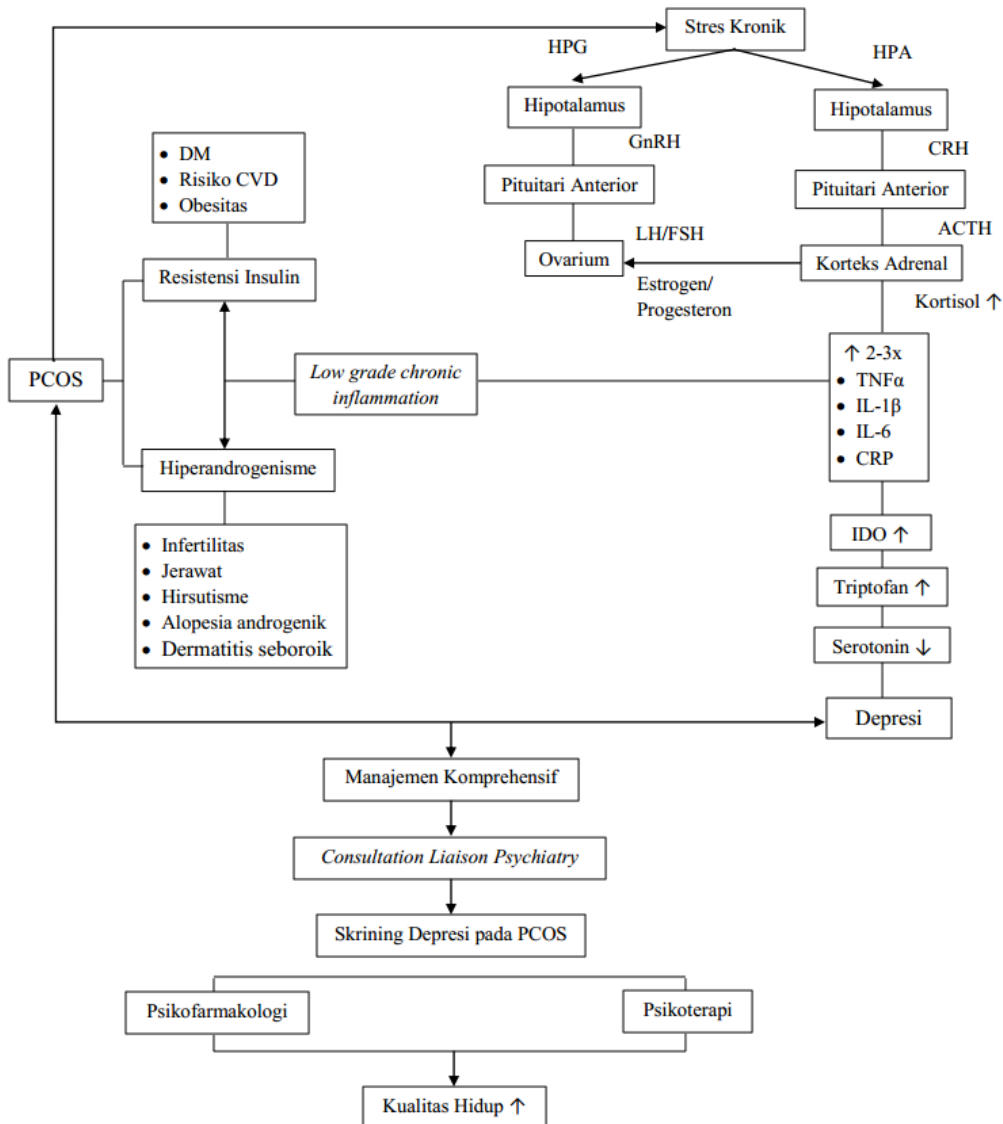 Stres Kronik
HPG
HPA
Hipotalamus
Hipotalamus
GnRH
CRH
Pituitari Anterior
Pituitari Anterior
ACTH
LH/FSH
Ovarium
Korteks Adrenal
Estrogen/
Progesteron
Kortisol ↑
• DM
• Risiko CVD
• Obesitas
Resistensi Insulin
PCOS
Low grade chronic
inflammation
↑ 2-3x
• TNFα
• IL-1β
• IL-6
• CRP
Hiperandrogenisme
• Infertilitas
• Jerawat
• Hirsutisme
• Alopesia androgenik
• Dermatitis seboroik
IDO ↑
Triptofan ↑
Serotonin ↓
Depresi
Manajemen Komprehensif
Consultation Liaison Psychiatry
Skrining Depresi pada PCOS
Psikofarmakologi
Psikoterapi
Kualitas Hidup ↑